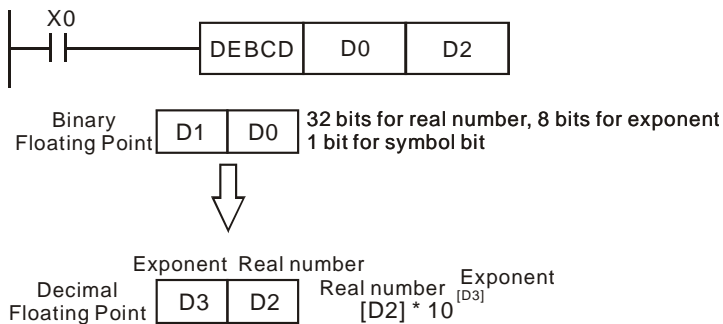 X0
DEBCD D0 D2
Binary
Floating Point
D1 D0
32 bits for real number, 8 bits for exponent
1 bit for symbol bit
Exponent Real number
Decimal
Floating Point
D3 D2
Real number Exponent
[D2] * 10 [D3]